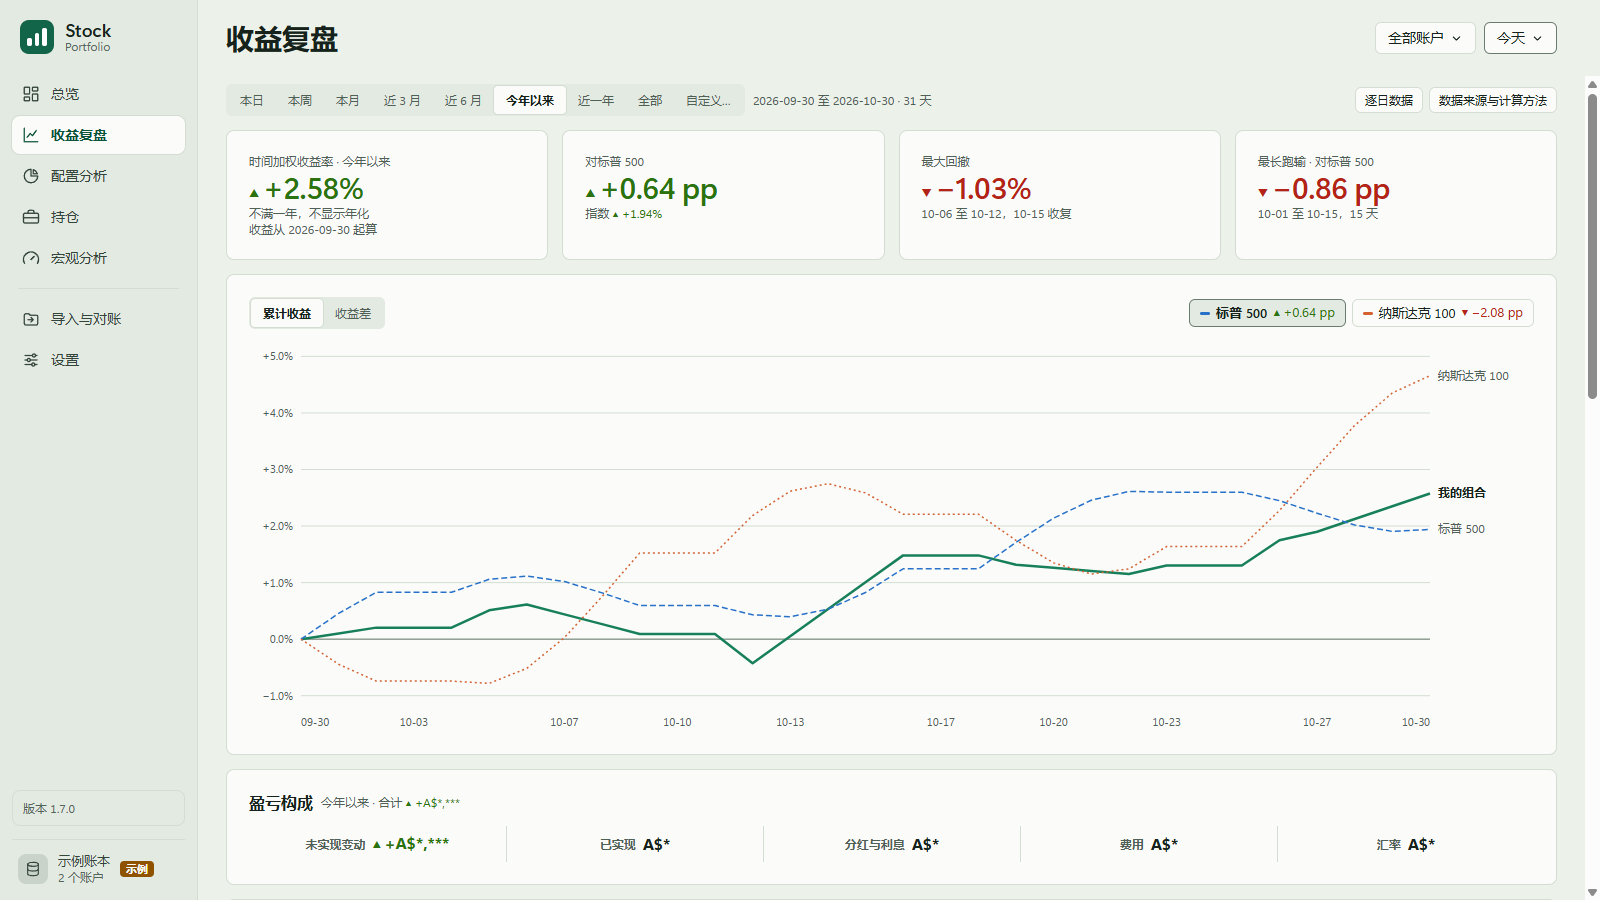 Stock
Portfolio
总览
收益复盘
配置分析
持仓
宏观分析
导入与对账
设置
版本 1.7.0
示例账本
2 个账户
示例
收益复盘
全部账户
今天
本日 本周 本月 近 3 月 近 6 月 今年以来 近一年 全部 自定义... 2026-09-30 至 2026-10-30 · 31 天
逐日数据 数据来源与计算方法
时间加权收益率 · 今年以来
▲ +2.58%
不满一年，不显示年化
收益从 2026-09-30 起算
对标普 500
▲ +0.64 pp
指数 ▲ +1.94%
最大回撤
▼ −1.03%
10-06 至 10-12，10-15 收复
最长跑输 · 对标普 500
▼ −0.86 pp
10-01 至 10-15，15 天
累计收益 收益差
标普 500 ▲ +0.64 pp
纳斯达克 100 ▼ −2.08 pp
+5.0%
+4.0%
+3.0%
+2.0%
+1.0%
0.0%
−1.0%
纳斯达克 100
我的组合
标普 500
09-30 10-03 10-07 10-10 10-13 10-17 10-20 10-23 10-27 10-30
盈亏构成 今年以来 · 合计 ▲ +A$*,***
未实现变动 ▲ +A$*,***
已实现 A$*
分红与利息 A$*
费用 A$*
汇率 A$*